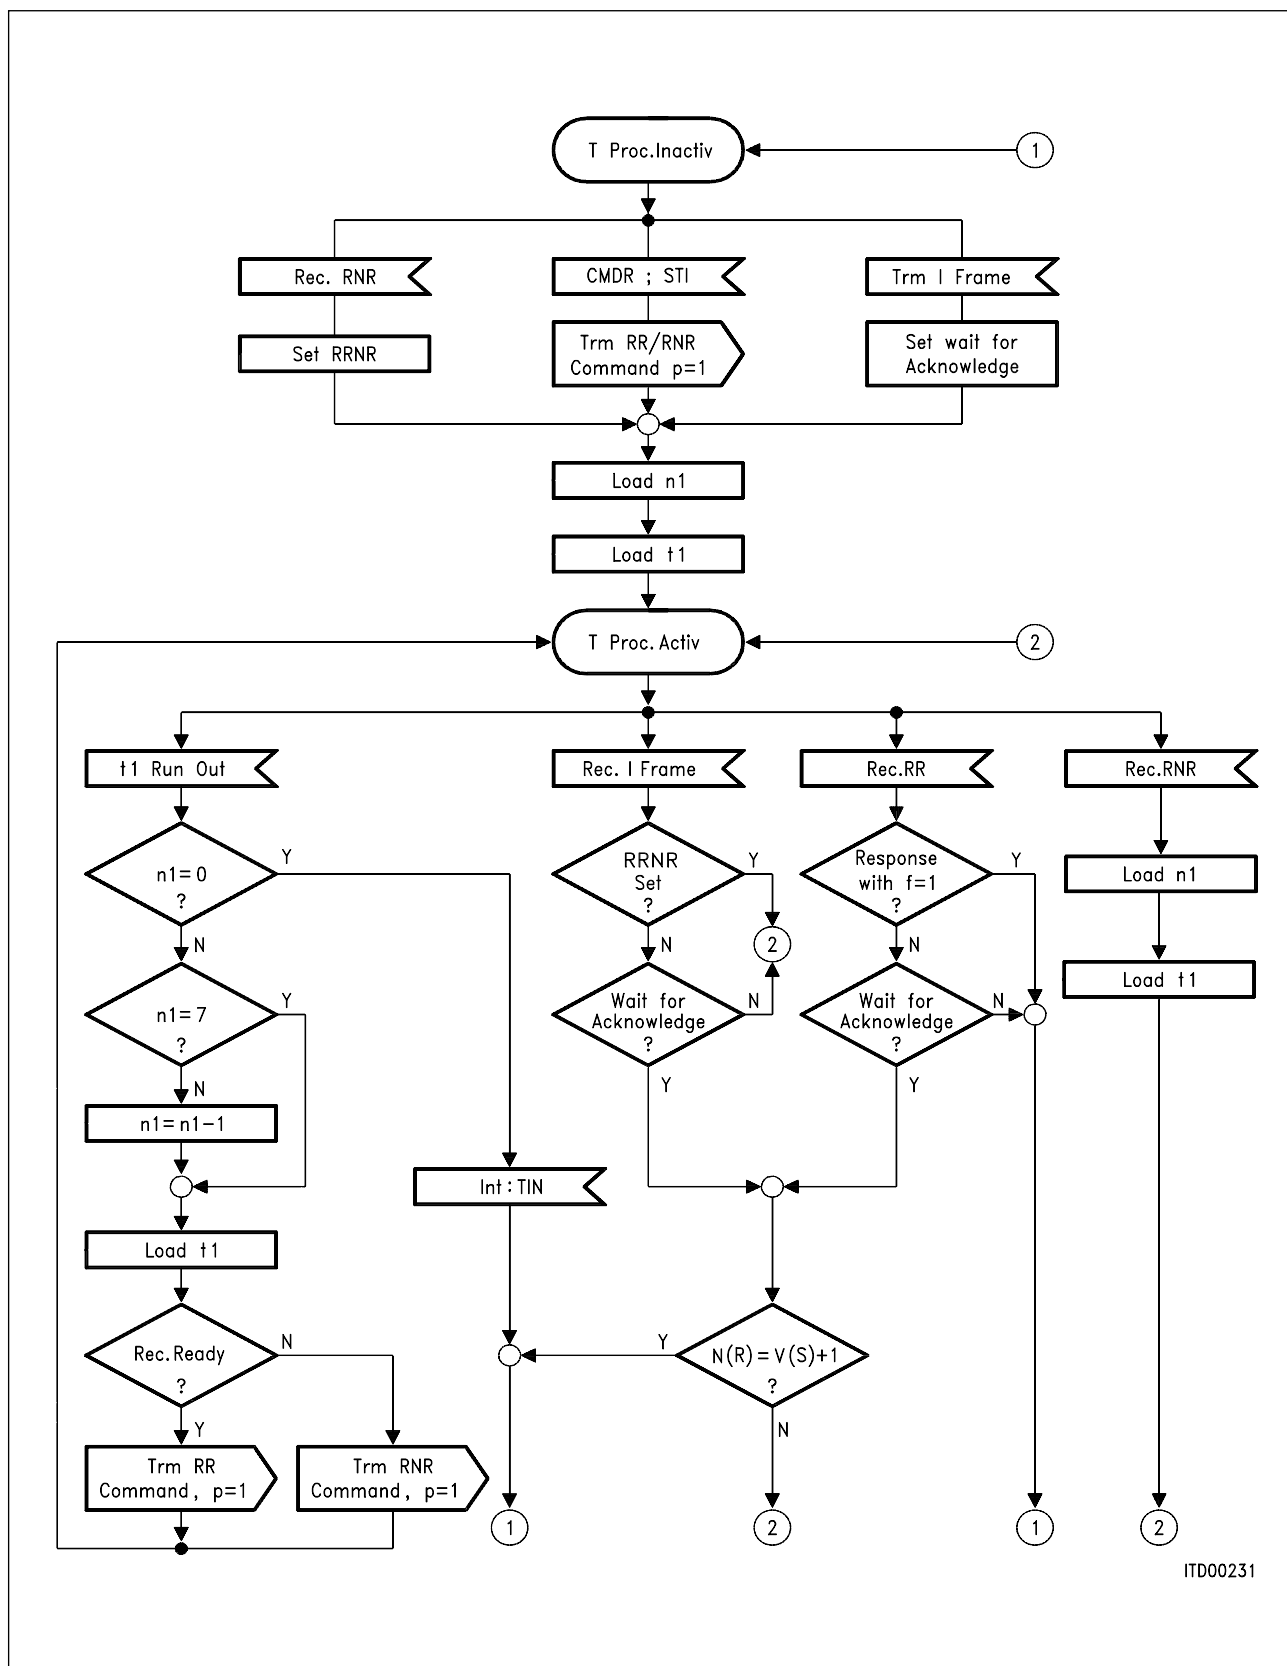 T Proc.Inactiv
1
Rec. RNR
CMDR ; STI
Trm I Frame
Set RRNR
Trm RR/RNR
Command p=1
Set wait for
Acknowledge
Load n1
Load t1
T Proc.Activ
2
t1 Run Out
Rec. I Frame
Rec.RR
Rec.RNR
n1=0
?
Y
N
RRNR
Set
?
Y
N
2
Response
with f=1
?
Y
N
Load n1
n1=7
?
Y
N
Wait for
Acknowledge
?
N
Y
Wait for
Acknowledge
?
N
Y
Load t1
n1=n1-1
Int:TIN
Load t1
Rec.Ready
?
N
Y
N(R)=V(S)+1
?
Y
N
Trm RR
Command, p=1
Trm RNR
Command, p=1
1
2
1
2
ITD00231